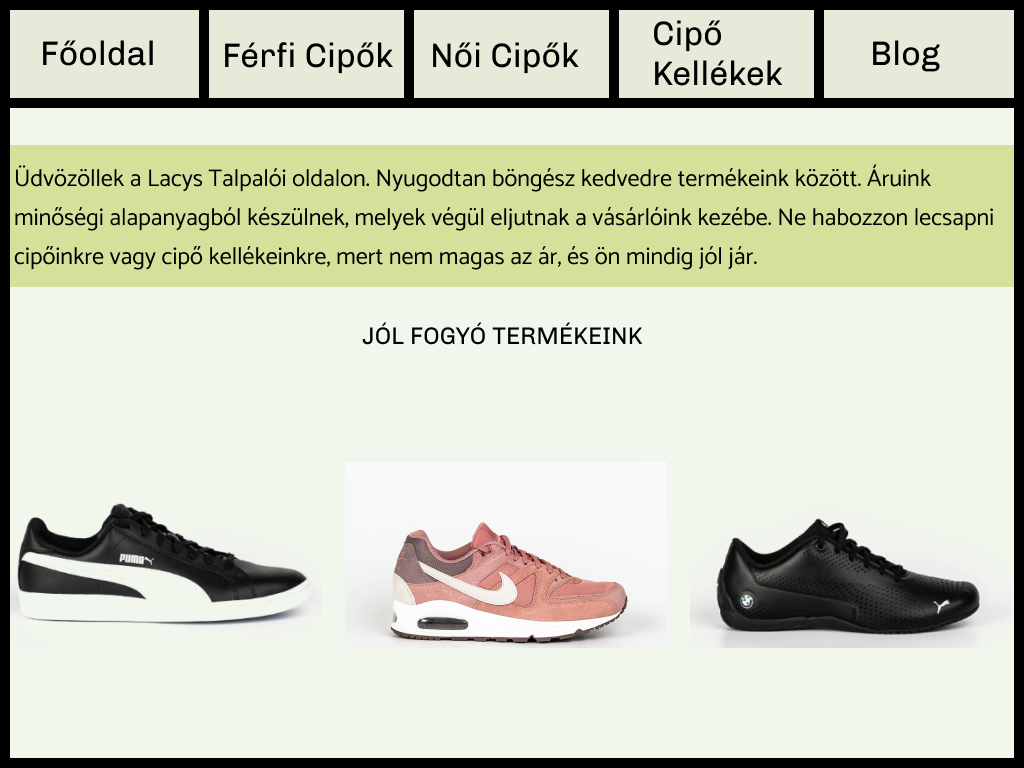 Főoldal
Férfi Cipők
Női Cipők
Cipő
Kellékek
Blog
Üdvözöllek a Lacys Talpalói oldalon. Nyugodtan böngész kedvedre termékeink között. Áruink
minőségi alapanyagból készülnek, melyek végül eljutnak a vásárlóink kezébe. Ne habozzon lecsapni
cipőinkre vagy cipő kellékeinkre, mert nem magas az ár, és ön mindig jól jár.
JÓL FOGYÓ TERMÉKEINK
PUMA